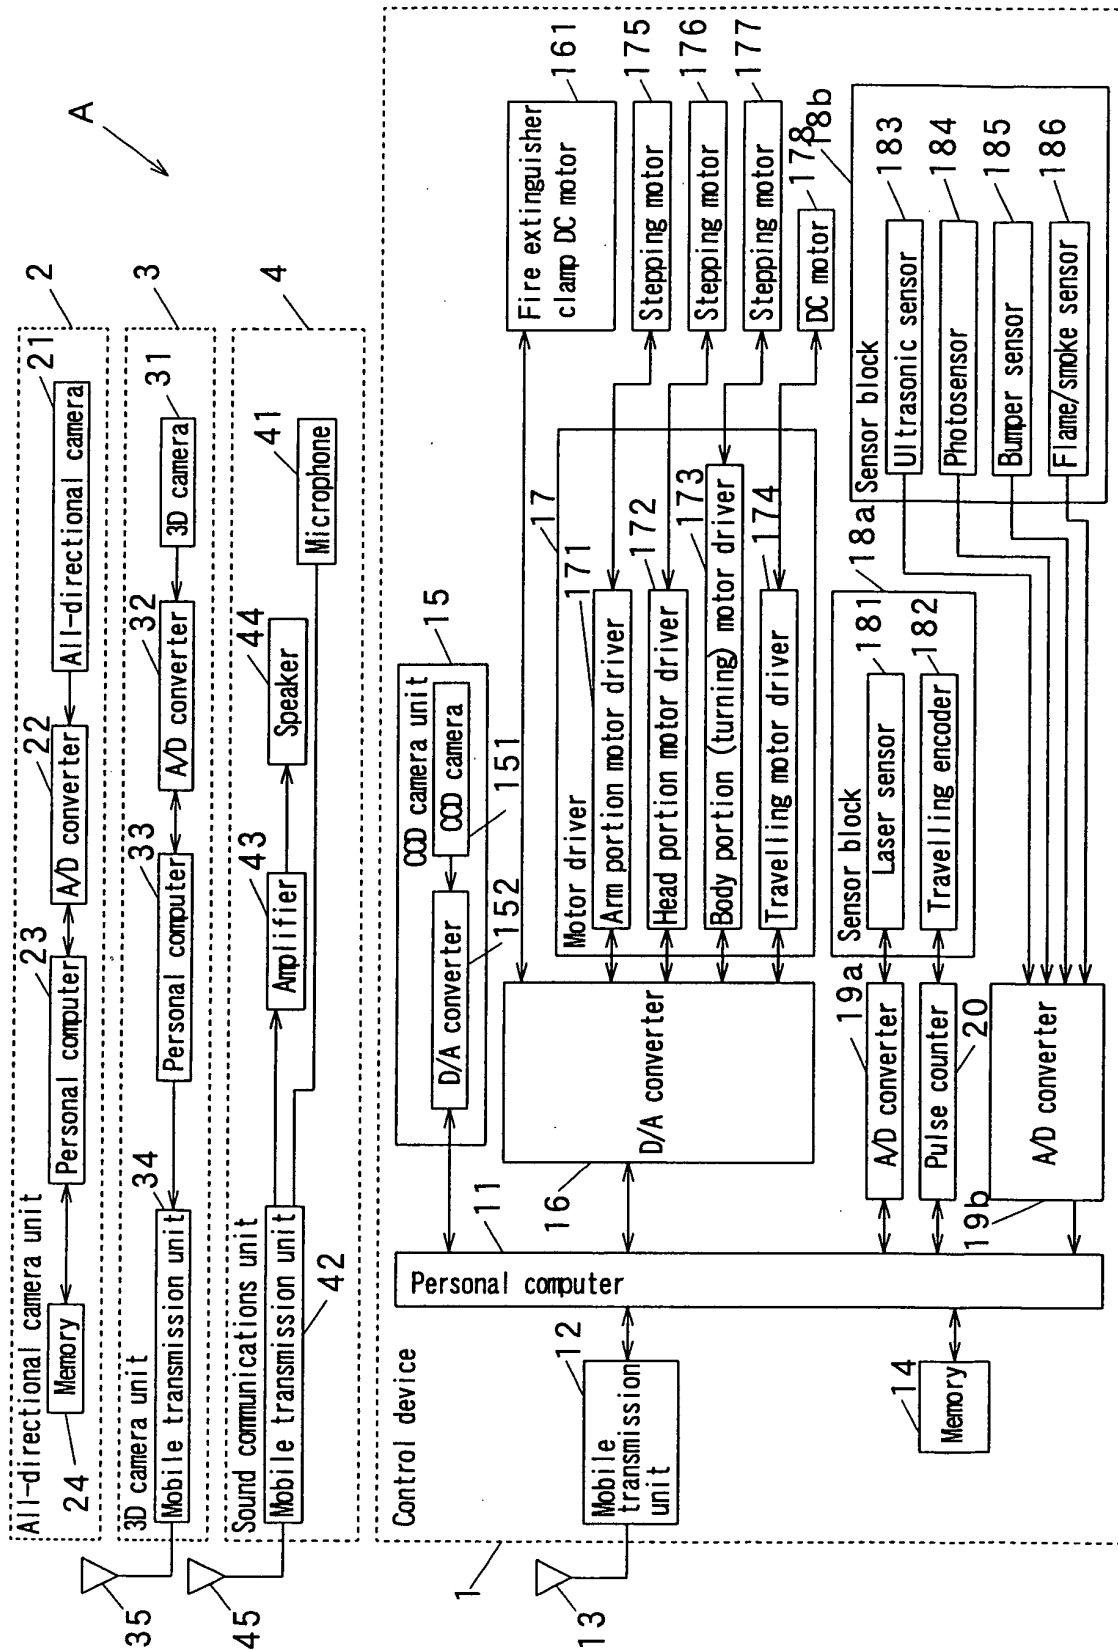 A
2
All-directional camera unit
24
Memory
23
Personal computer
22
A/D converter
21
All-directional camera
3
3D camera unit
35
34
Mobile transmission unit
33
Personal computer
32
A/D converter
31
3D camera
4
Sound communications unit
45
42
Mobile transmission unit
43
Amplifier
44
Speaker
41
Microphone
1
Control device
13
12
Mobile
transmission
unit
14
Memory
11
Personal computer
15
CCD camera unit
151
CCD camera
152
D/A converter
16
D/A converter
161
Fire extinguisher
clamp DC motor
17
Motor driver
171
Arm portion motor driver
172
Head portion motor driver
173
Body portion (turning) motor driver
174
Travelling motor driver
175
Stepping motor
176
Stepping motor
177
Stepping motor
178
DC motor
18a
Sensor block
181
Laser sensor
182
Travelling encoder
19a
A/D converter
20
Pulse counter
19b
A/D converter
18b
Sensor block
183
Ultrasonic sensor
184
Photosensor
185
Bumper sensor
186
Flame/smoke sensor